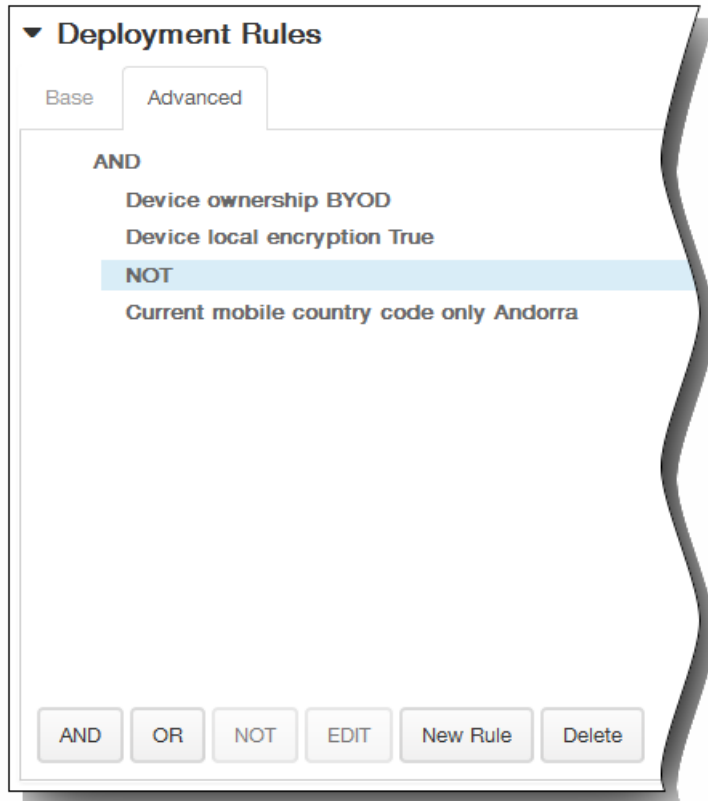 Deployment Rules
Base Advanced
AND
Device ownership BYOD
Device local encryption True
NOT
Current mobile country code only Andorra
AND OR NOT EDIT New Rule Delete